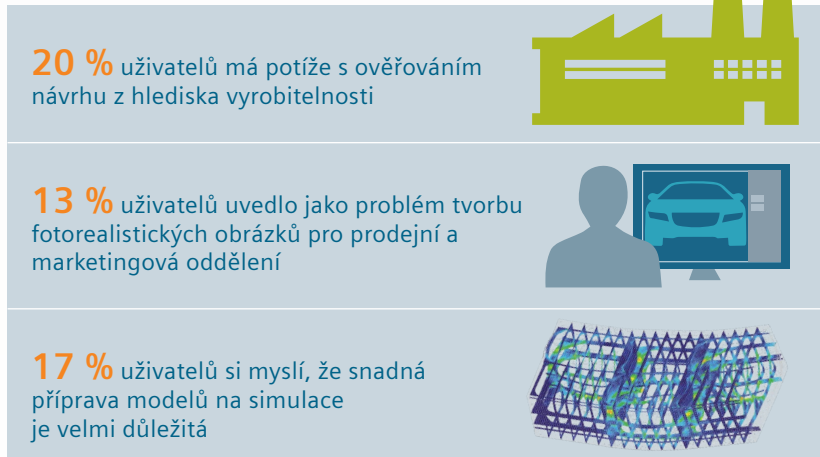 20 % uživatelů má potíže s ověřováním
návrhu z hlediska vyrobitelnosti
13 % uživatelů uvedlo jako problém tvorbu
fotorealistických obrázků pro prodejní a
marketingová oddělení
17 % uživatelů si myslí, že snadná
příprava modelů na simulace
je velmi důležitá